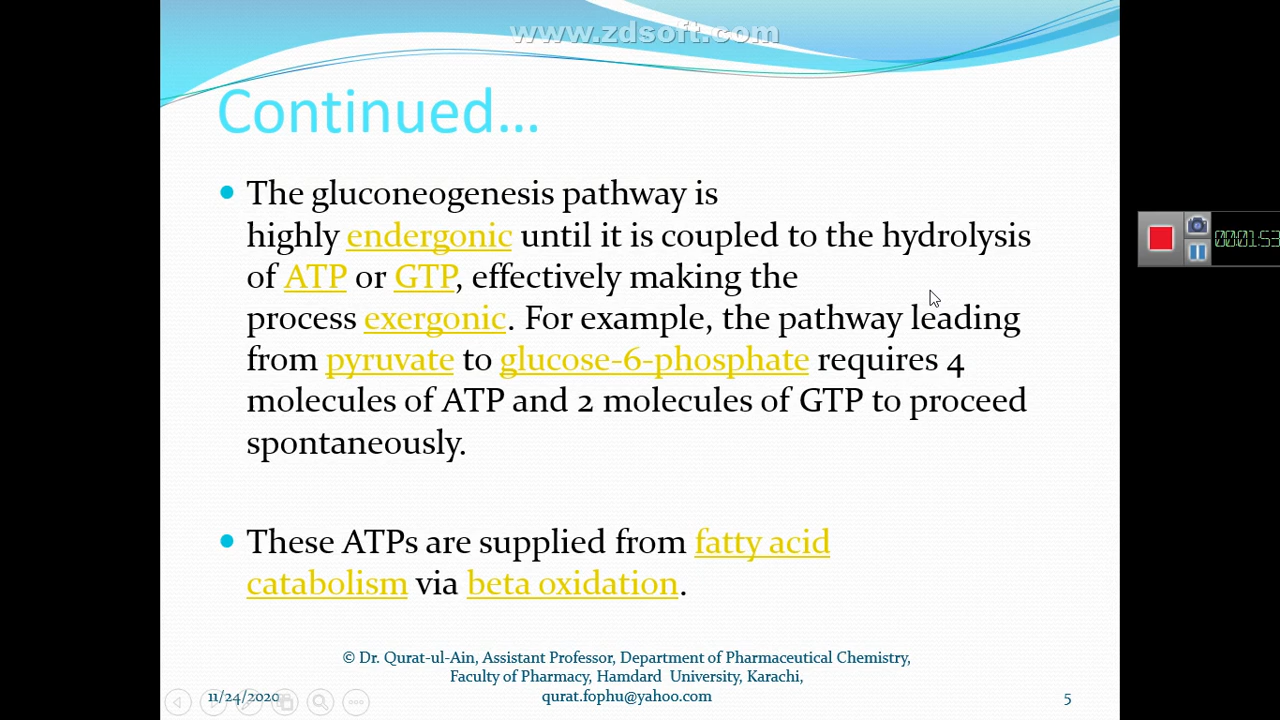 www.zdsoft.com
Continued...
• The gluconeogenesis pathway is
highly endergonic until it is coupled to the hydrolysis
of ATP or GTP, effectively making the
process exergonic. For example, the pathway leading
from pyruvate to glucose-6-phosphate requires 4
molecules of ATP and 2 molecules of GTP to proceed
spontaneously.
• These ATPs are supplied from fatty acid
catabolism via beta oxidation.
© Dr. Qurat-ul-Ain, Assistant Professor, Department of Pharmaceutical Chemistry,
Faculty of Pharmacy, Hamdard University, Karachi,
11/24/2020 qurat.fophu@yahoo.com 5
00:01:53